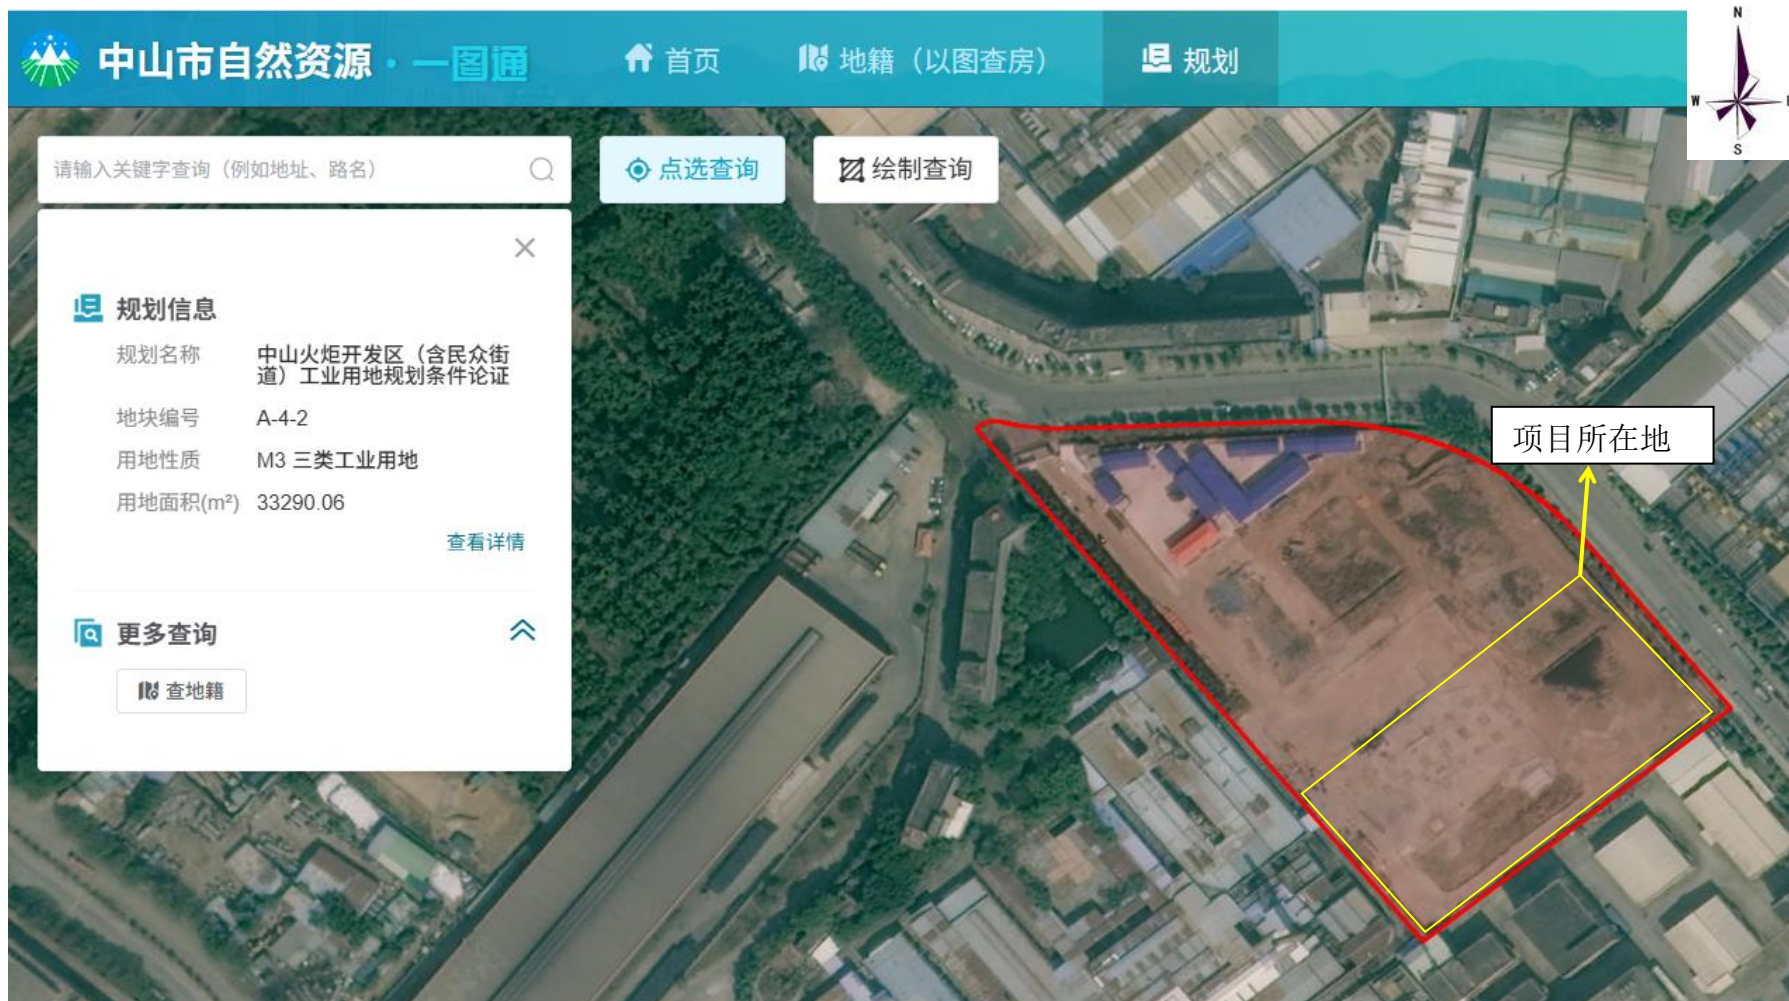 中山市自然资源·一图通
首页
地籍（以图查房）
规划
N
W
S
请输入关键字查询（例如地址、路名）
点选查询
绘制查询
规划信息
规划名称 中山火炬开发区（含民众街
道）工业用地规划条件论证
地块编号 A-4-2
用地性质 M3 三类工业用地
用地面积(m²) 33290.06
查看详情
更多查询
查地籍
项目所在地